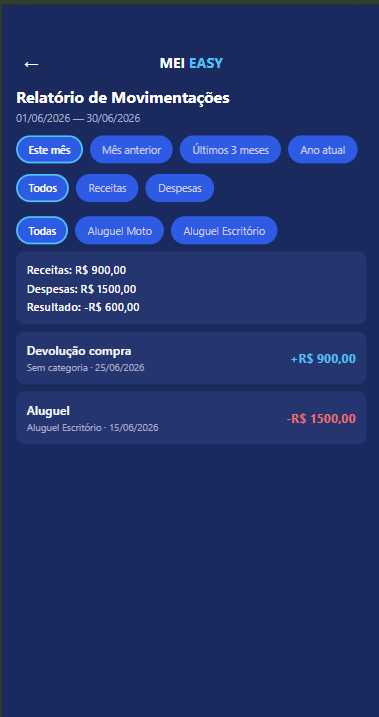 ← MEI EASY
Relatório de Movimentações
01/06/2026 — 30/06/2026
Este mês Mês anterior Últimos 3 meses Ano atual
Todos Receitas Despesas
Todas Aluguel Moto Aluguel Escritório
Receitas: R$ 900,00
Despesas: R$ 1500,00
Resultado: -R$ 600,00
Devolução compra +R$ 900,00
Sem categoria · 25/06/2026
Aluguel -R$ 1500,00
Aluguel Escritório · 15/06/2026